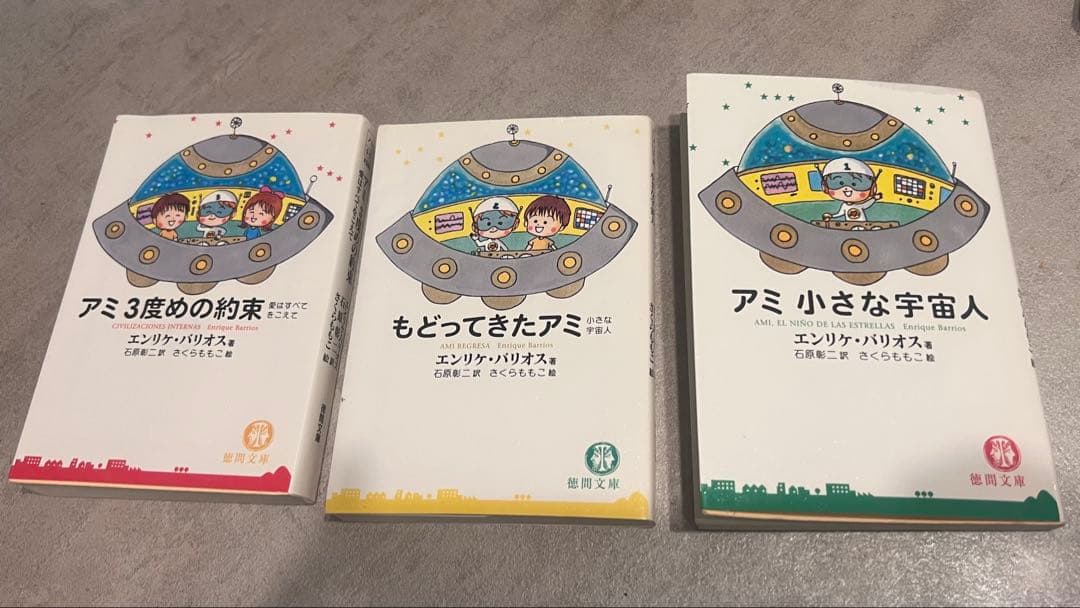 アミ 3度めの約束 愛はすべて
をこえて
CIVILIZACIONES INTERNAS Enrique Barrios
エンリケ・バリオス 著
石原彰二 訳 さくらももこ 絵
徳間文庫
もどってきたアミ 小さな
宇宙人
AMI REGRESA Enrique Barrios
エンリケ・バリオス 著
石原彰二 訳 さくらももこ 絵
徳間文庫
アミ 小さな宇宙人
AMI, EL NIÑO DE LAS ESTRELLAS Enrique Barrios
エンリケ・バリオス 著
石原彰二 訳 さくらももこ 絵
徳間文庫